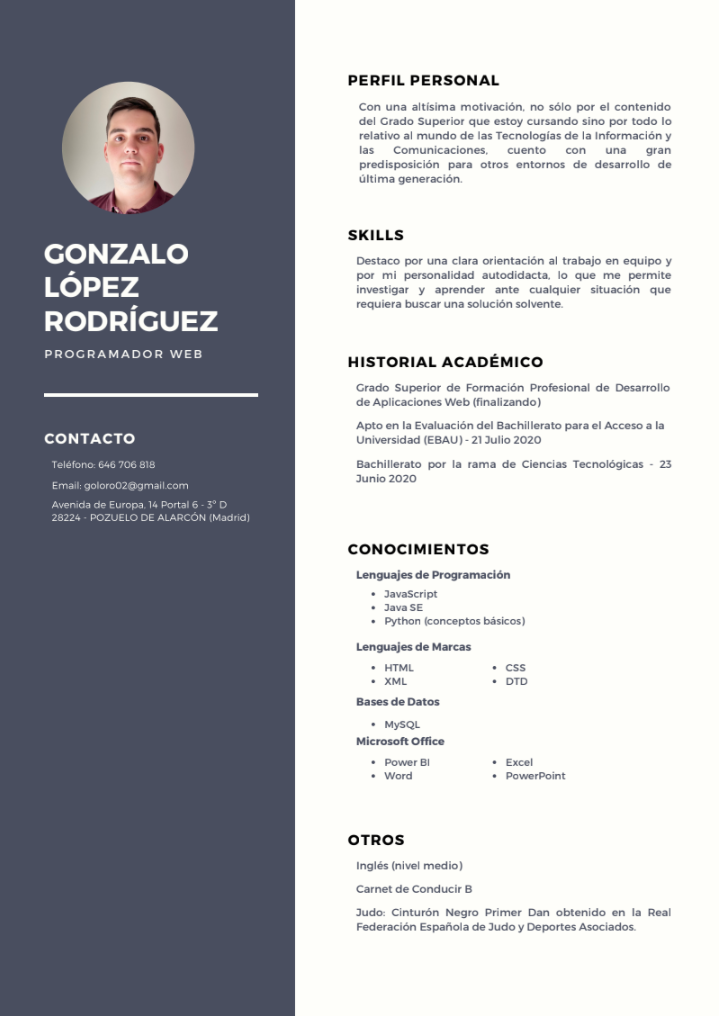 GONZALO
LÓPEZ
RODRÍGUEZ
PROGRAMADOR WEB
CONTACTO
Teléfono: 646 706 818
Email: goloro02@gmail.com
Avenida de Europa, 14 Portal 6 - 3º D
28224 - POZUELO DE ALARCÓN (Madrid)
PERFIL PERSONAL
Con una altísima motivación, no sólo por el contenido
del Grado Superior que estoy cursando sino por todo lo
relativo al mundo de las Tecnologías de la Información y
las Comunicaciones, cuento con una gran
predisposición para otros entornos de desarrollo de
última generación.
SKILLS
Destaco por una clara orientación al trabajo en equipo y
por mi personalidad autodidacta, lo que me permite
investigar y aprender ante cualquier situación que
requiera buscar una solución solvente.
HISTORIAL ACADÉMICO
Grado Superior de Formación Profesional de Desarrollo
de Aplicaciones Web (finalizando)
Apto en la Evaluación del Bachillerato para el Acceso a la
Universidad (EBAU) - 21 Julio 2020
Bachillerato por la rama de Ciencias Tecnológicas - 23
Junio 2020
CONOCIMIENTOS
Lenguajes de Programación
• JavaScript
• Java SE
• Python (conceptos básicos)
Lenguajes de Marcas
• HTML
• XML
• CSS
• DTD
Bases de Datos
• MySQL
Microsoft Office
• Power BI
• Word
• Excel
• PowerPoint
OTROS
Inglés (nivel medio)
Carnet de Conducir B
Judo: Cinturón Negro Primer Dan obtenido en la Real
Federación Española de Judo y Deportes Asociados.